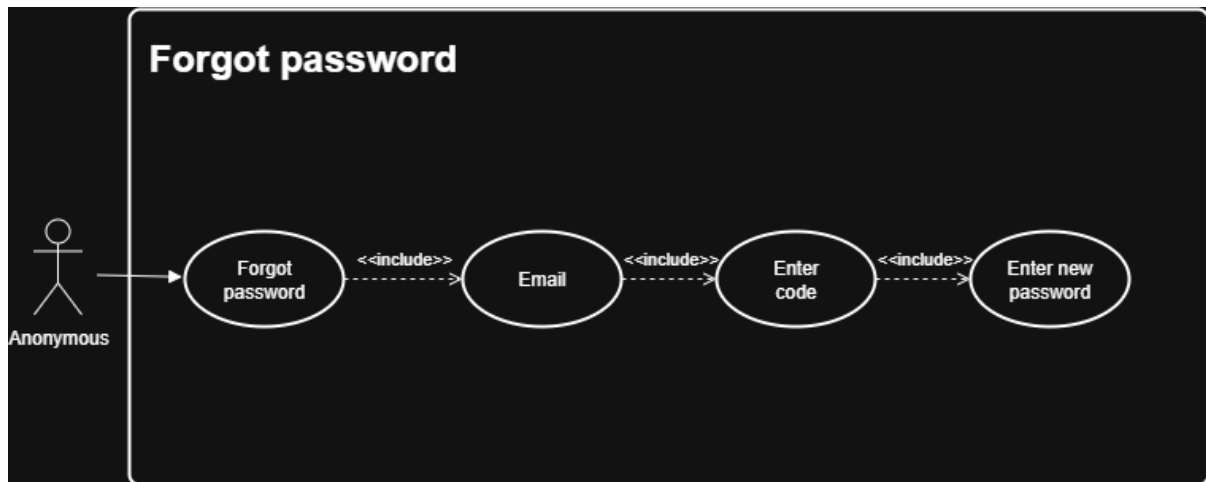 Forgot password
Anonymous
Forgot
password
<<include>>
Email
<<include>>
Enter
code
<<include>>
Enter new
password